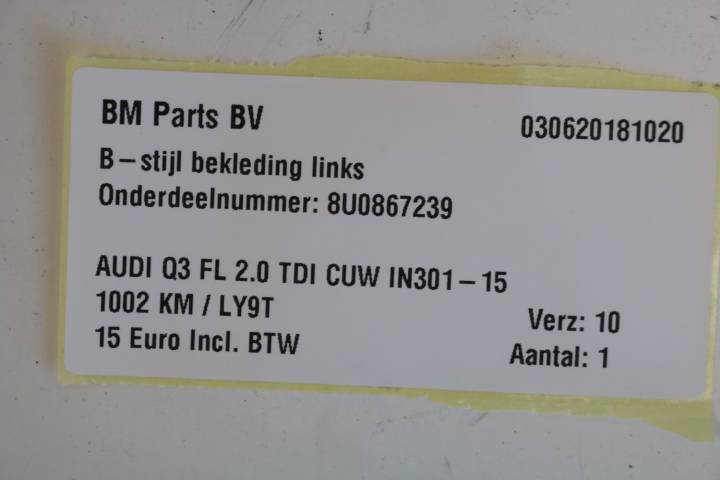 BM Parts BV
030620181020
B-stijl bekleding links
Onderdeelnummer: 8U0867239
AUDI Q3 FL 2.0 TDI CUW IN301-15
1002 KM / LY9T
Verz: 10
15 Euro Incl. BTW
Aantal: 1